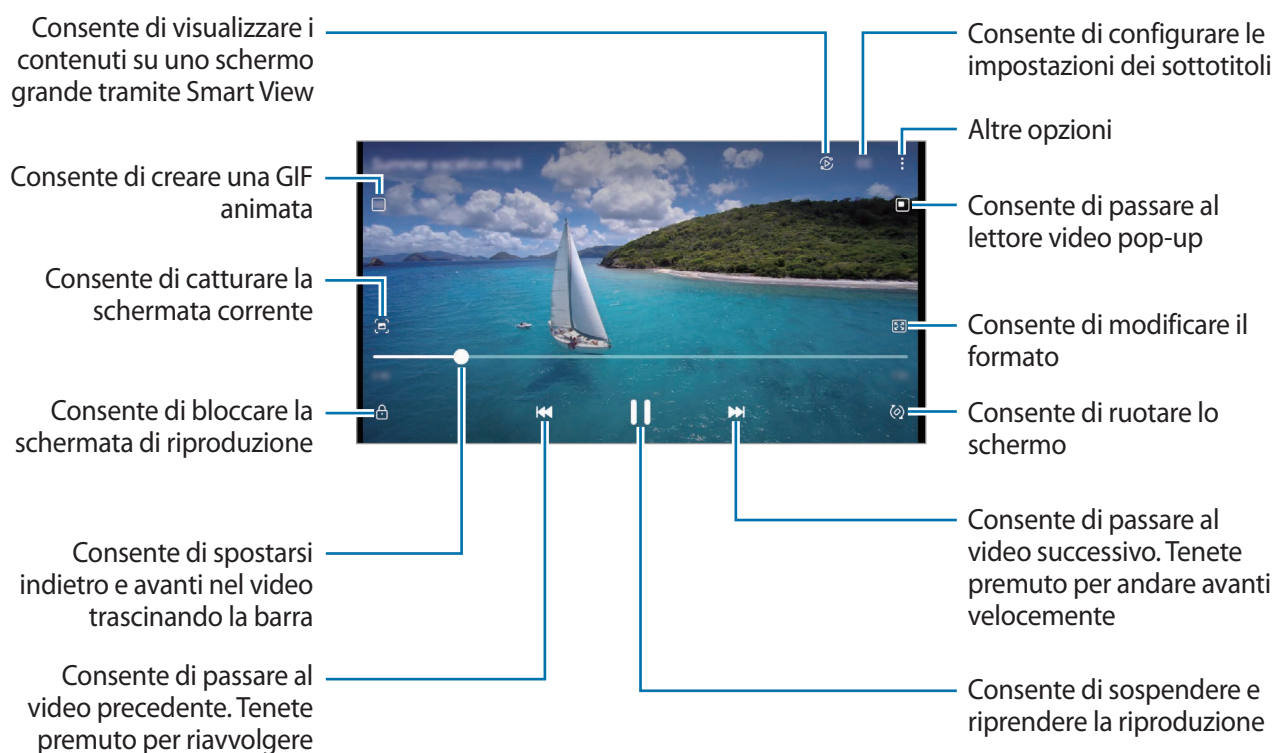 Consente di visualizzare i
contenuti su uno schermo
grande tramite Smart View
Consente di creare una GIF
animata
Consente di catturare la
schermata corrente
Consente di bloccare la
schermata di riproduzione
Consente di spostarsi
indietro e avanti nel video
trascinando la barra
Consente di passare al
video precedente. Tenete
premuto per riavvolgere
Consente di configurare le
impostazioni dei sottotitoli
Altre opzioni
Consente di passare al
lettore video pop-up
Consente di modificare il
formato
Consente di ruotare lo
schermo
Consente di passare al
video successivo. Tenete
premuto per andare avanti
velocemente
Consente di sospendere e
riprendere la riproduzione